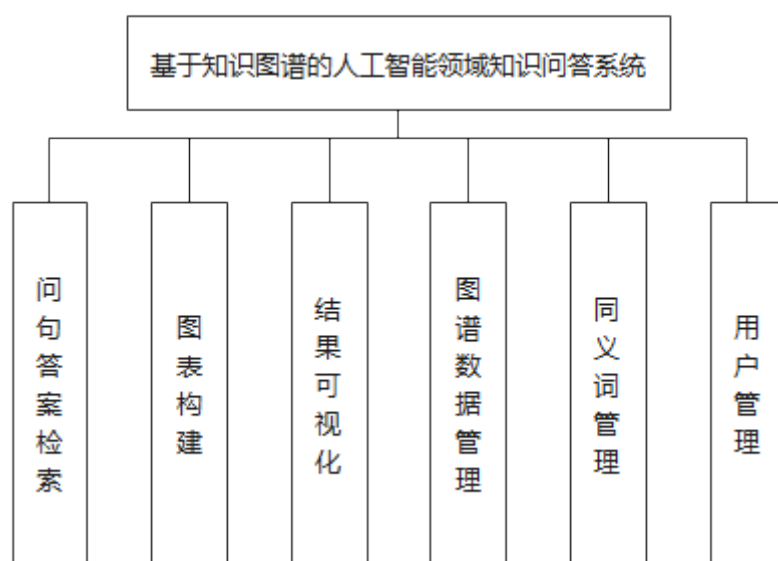 基于知识图谱的人工智能领域知识问答系统
问句答案检索
图表构建
结果可视化
图谱数据管理
同义词管理
用户管理